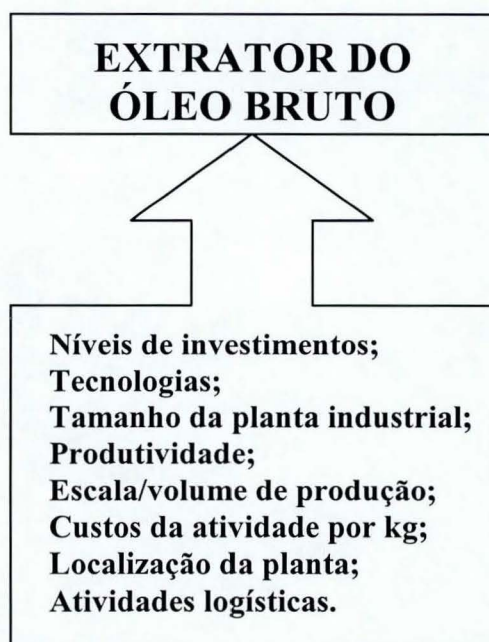 EXTRATOR DO
ÓLEO BRUTO
Níveis de investimentos;
Tecnologias;
Tamanho da planta industrial;
Produtividade;
Escala/volume de produção;
Custos da atividade por kg;
Localização da planta;
Atividades logísticas.